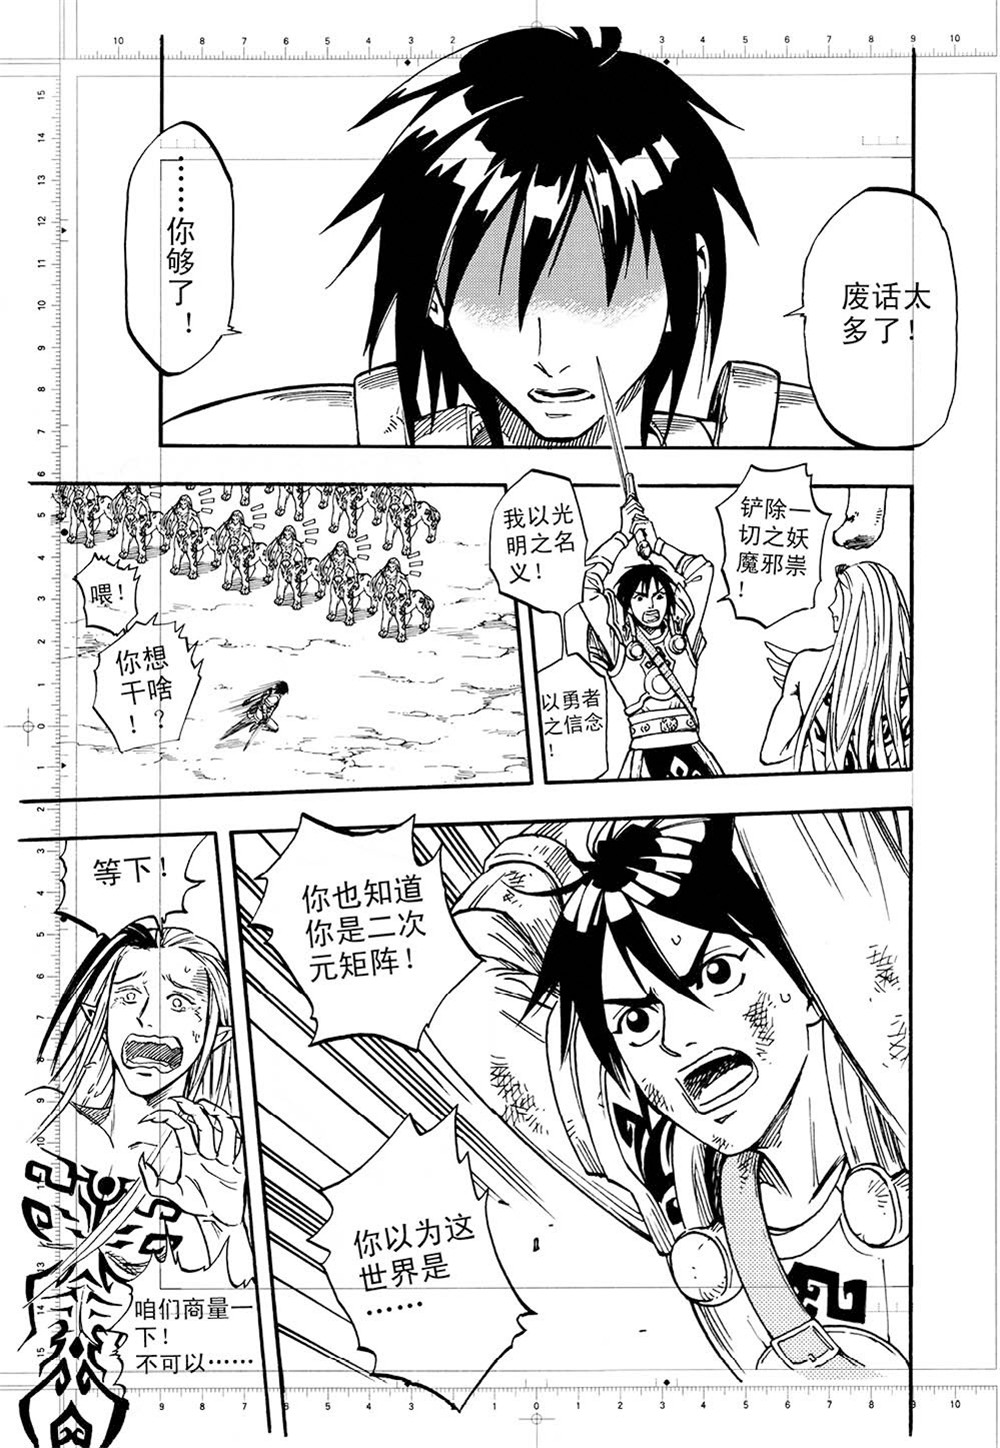 废话太
多了！
……你够了！
铲除一
切之妖
魔邪祟
！
我以光
明之名
义！
以勇者
之信念
！
喂！
你想
干啥
！？
你也知道
你是二次
元矩阵！
你以为这
世界是
……
等下！
咱们商量一
下！
不可以……